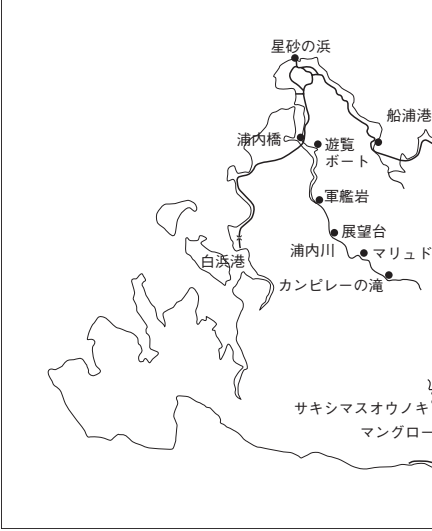 星砂の浜
船浦港
浦内橋
遊覧
ボート
軍艦岩
展望台
浦内川
マリュド
白浜港
カンピレーの滝
サキシマスオウノキ
マングロー